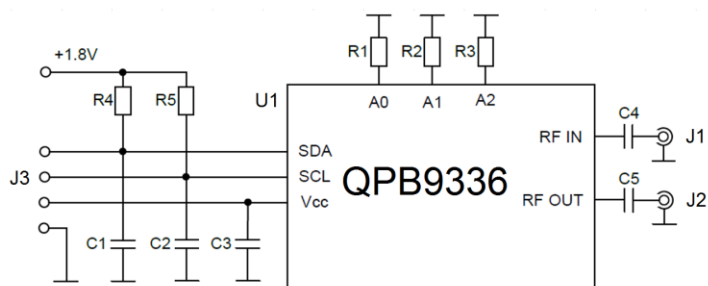 R1 R2 R3
+1.8V
R4 R5 U1 A0 A1 A2
C4
RF IN J1
SDA
J3 SCL QPB9336 C5
Vcc RF OUT J2
C1 C2 C3